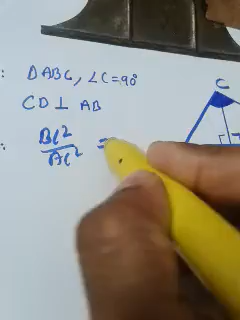 : ΔABC, ∠C=90°
CD ⊥ AB
∴ BC²/AC² =
C